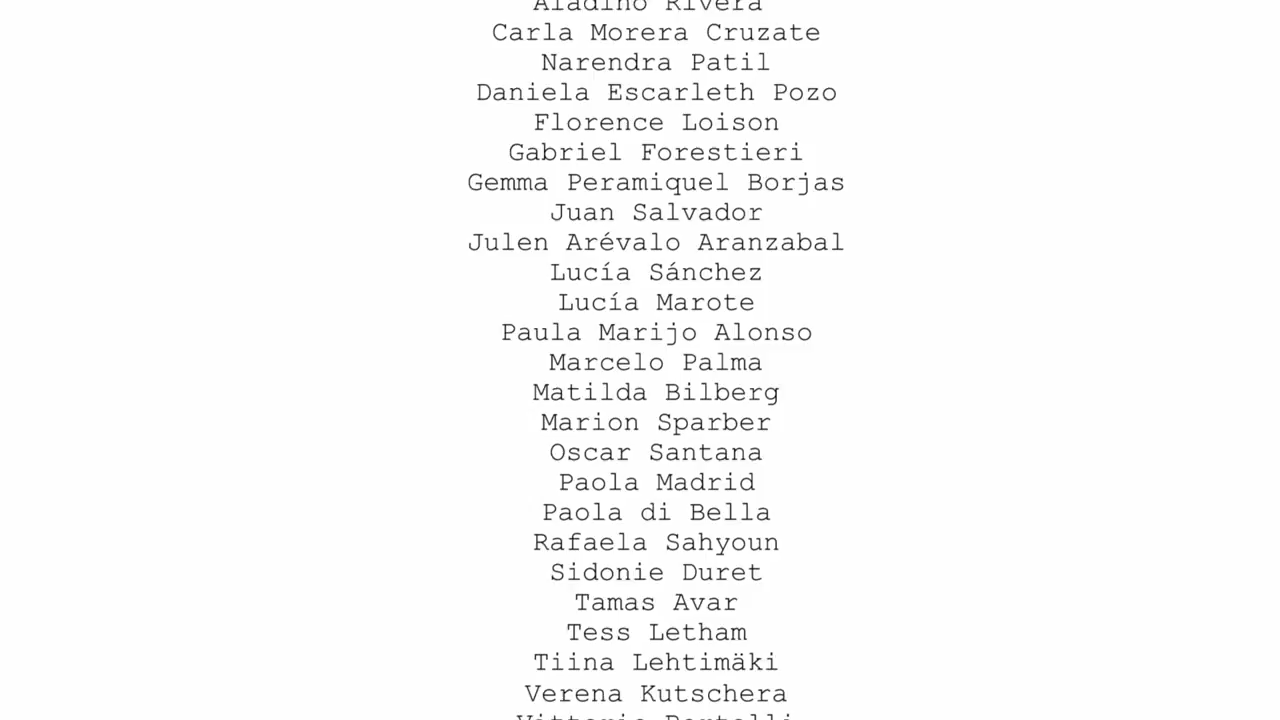 Aladino Rivera
Carla Morera Cruzate
Narendra Patil
Daniela Escarleth Pozo
Florence Loison
Gabriel Forestieri
Gemma Peramiquel Borjas
Juan Salvador
Julen Arévalo Aranzabal
Lucía Sánchez
Lucía Marote
Paula Marijo Alonso
Marcelo Palma
Matilda Bilberg
Marion Sparber
Oscar Santana
Paola Madrid
Paola di Bella
Rafaela Sahyoun
Sidonie Duret
Tamas Avar
Tess Letham
Tiina Lehtimäki
Verena Kutschera